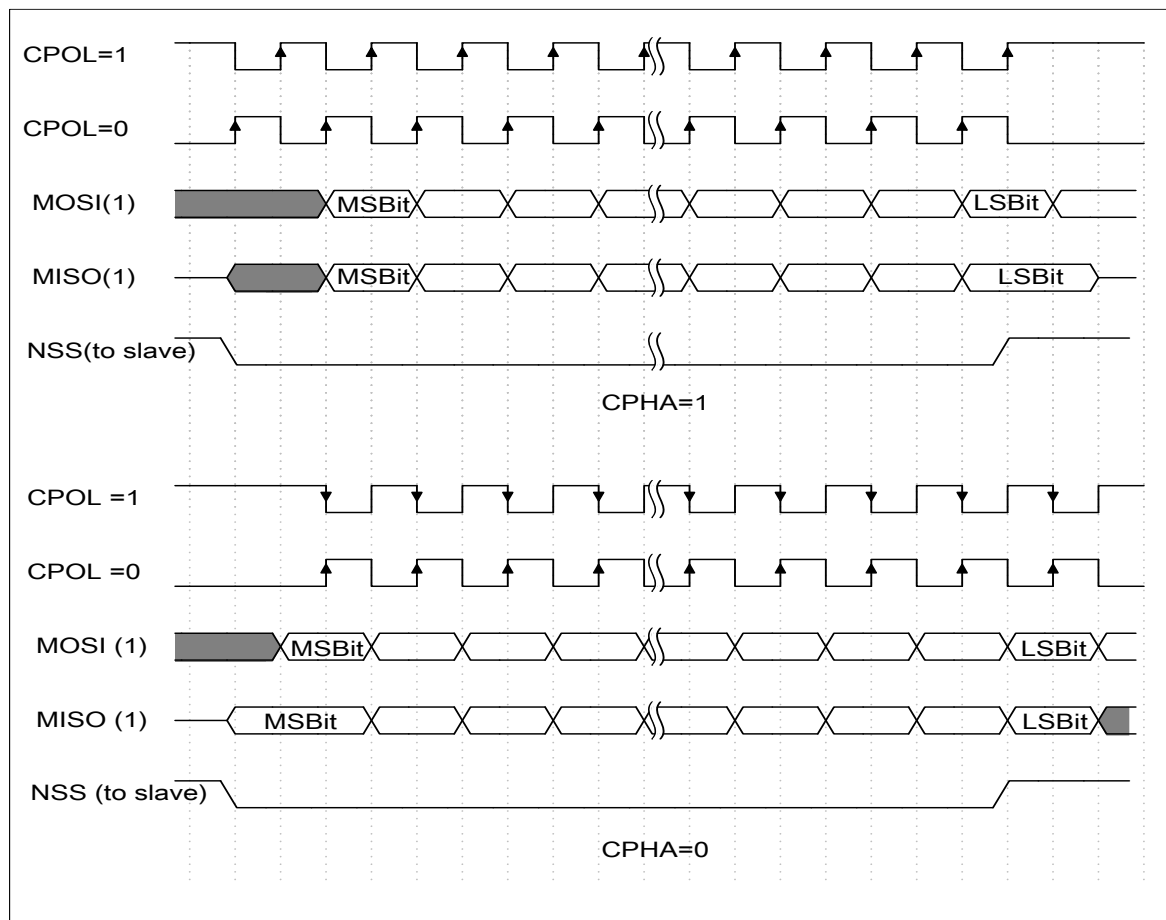 CPOL=1
CPOL=0
MOSI(1) MSBit LSBit
MISO(1) MSBit LSBit
NSS(to slave)
CPHA=1
CPOL =1
CPOL =0
MOSI (1) MSBit LSBit
MISO (1) MSBit LSBit
NSS (to slave)
CPHA=0